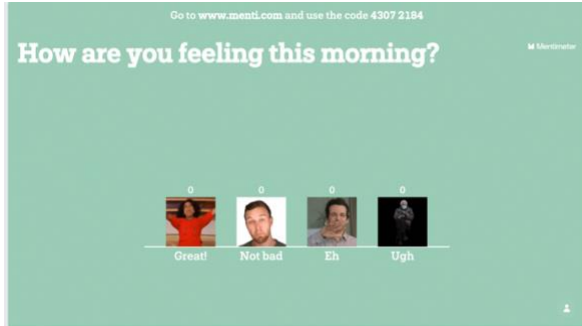 Go to www.menti.com and use the code 4307 2184
How are you feeling this morning?
Mentimeter
0 0 0 0
Great! Not bad Eh Ugh